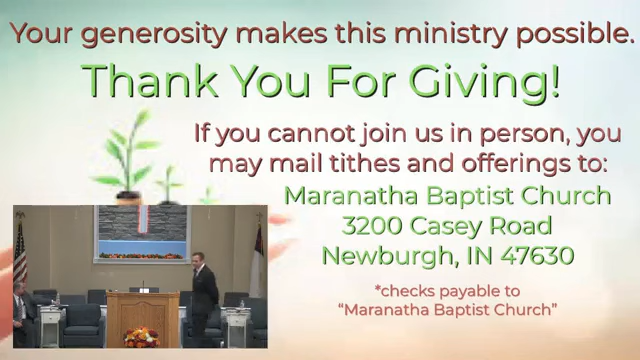 Your generosity makes this ministry possible.
Thank You For Giving!
If you cannot join us in person, you
may mail tithes and offerings to:
Maranatha Baptist Church
3200 Casey Road
Newburgh, IN 47630
*checks payable to
“Maranatha Baptist Church”